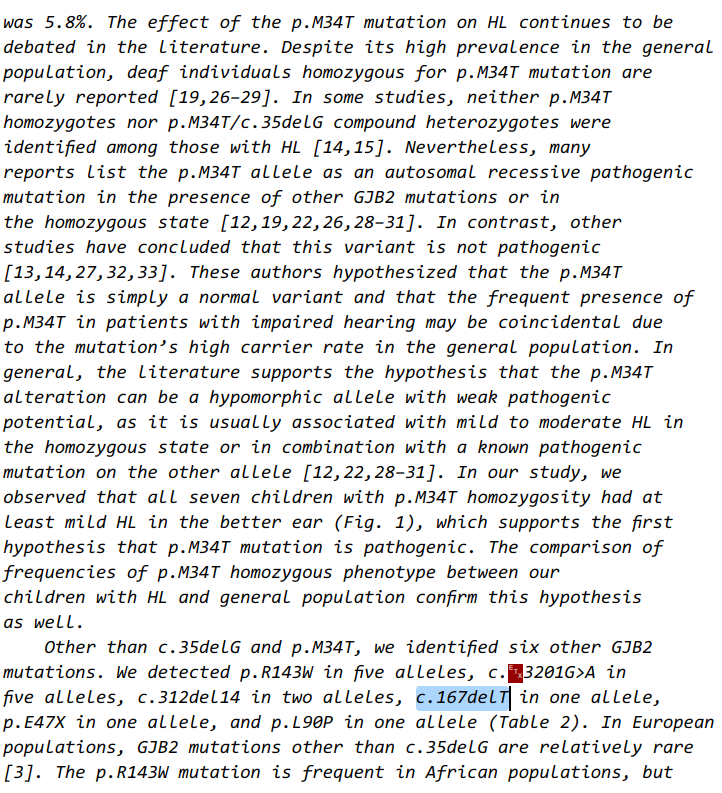 was 5.8%. The effect of the p.M34T mutation on HL continues to be
debated in the literature. Despite its high prevalence in the general
population, deaf individuals homozygous for p.M34T mutation are
rarely reported [19,26–29]. In some studies, neither p.M34T
homozygotes nor p.M34T/c.35delG compound heterozygotes were
identified among those with HL [14,15]. Nevertheless, many
reports list the p.M34T allele as an autosomal recessive pathogenic
mutation in the presence of other GJB2 mutations or in
the homozygous state [12,19,22,26,28–31]. In contrast, other
studies have concluded that this variant is not pathogenic
[13,14,27,32,33]. These authors hypothesized that the p.M34T
allele is simply a normal variant and that the frequent presence of
p.M34T in patients with impaired hearing may be coincidental due
to the mutation’s high carrier rate in the general population. In
general, the literature supports the hypothesis that the p.M34T
alteration can be a hypomorphic allele with weak pathogenic
potential, as it is usually associated with mild to moderate HL in
the homozygous state or in combination with a known pathogenic
mutation on the other allele [12,22,28–31]. In our study, we
observed that all seven children with p.M34T homozygosity had at
least mild HL in the better ear (Fig. 1), which supports the first
hypothesis that p.M34T mutation is pathogenic. The comparison of
frequencies of p.M34T homozygous phenotype between our
children with HL and general population confirm this hypothesis
as well.
Other than c.35delG and p.M34T, we identified six other GJB2
mutations. We detected p.R143W in five alleles, c.ETX3201G>A in
five alleles, c.312del14 in two alleles, c.167delT in one allele,
p.E47X in one allele, and p.L90P in one allele (Table 2). In European
populations, GJB2 mutations other than c.35delG are relatively rare
[3]. The p.R143W mutation is frequent in African populations, but